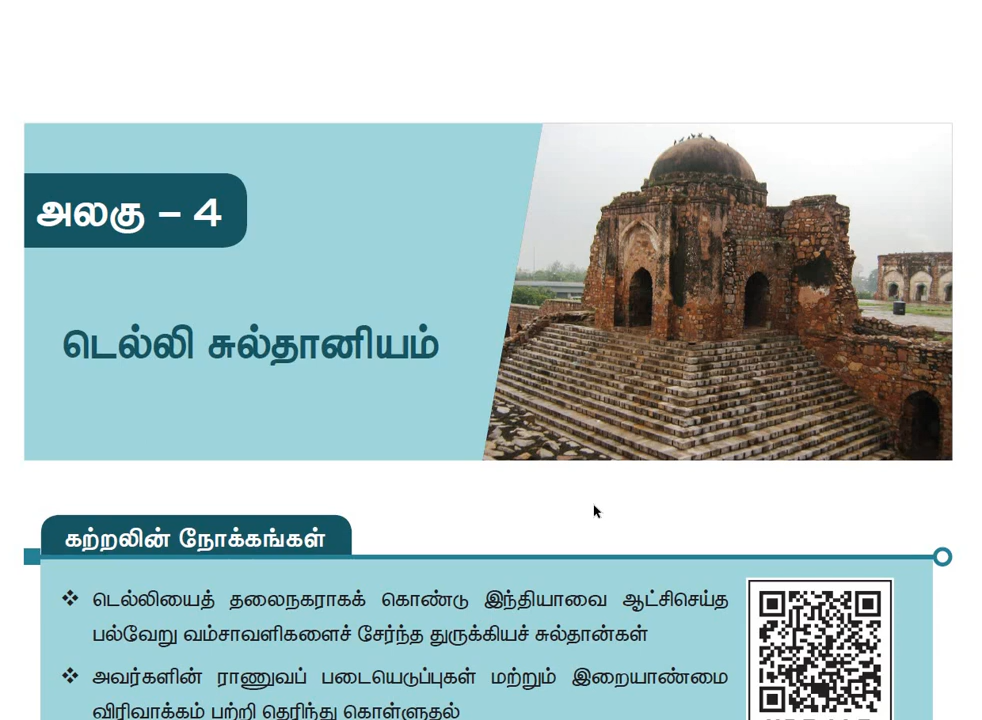 அலகு – 4
டெல்லி சுல்தானியம்
கற்றலின் நோக்கங்கள்
❖ டெல்லியைத் தலைநகராகக் கொண்டு இந்தியாவை ஆட்சிசெய்த
பல்வேறு வம்சாவளிகளைச் சேர்ந்த துருக்கியச் சுல்தான்கள்
❖ அவர்களின் ராணுவப் படையெடுப்புகள் மற்றும் இறையாண்மை
விரிவாக்கம் பற்றி தெரிந்து கொள்ளுதல்